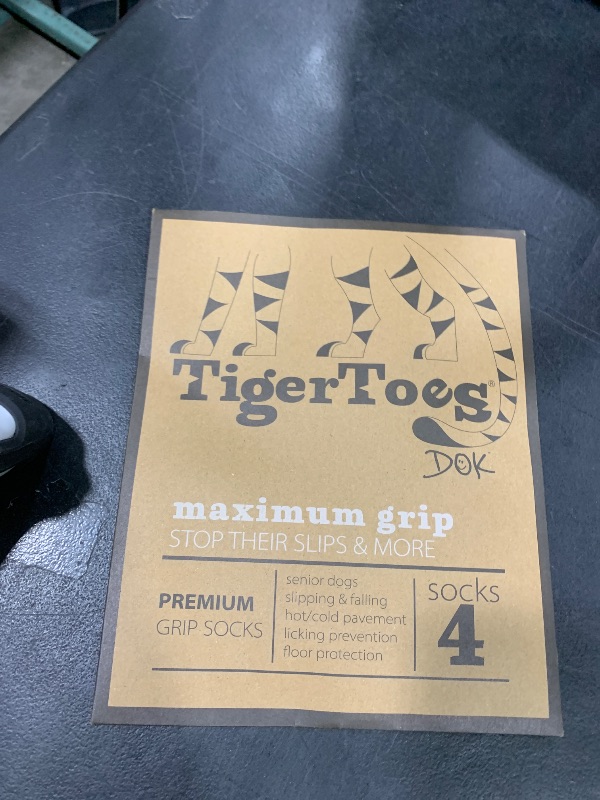 TigerToes®
DOK
maximum grip
STOP THEIR SLIPS & MORE
PREMIUM
GRIP SOCKS
senior dogs
slipping & falling
hot/cold pavement
licking prevention
floor protection
SOCKS
4